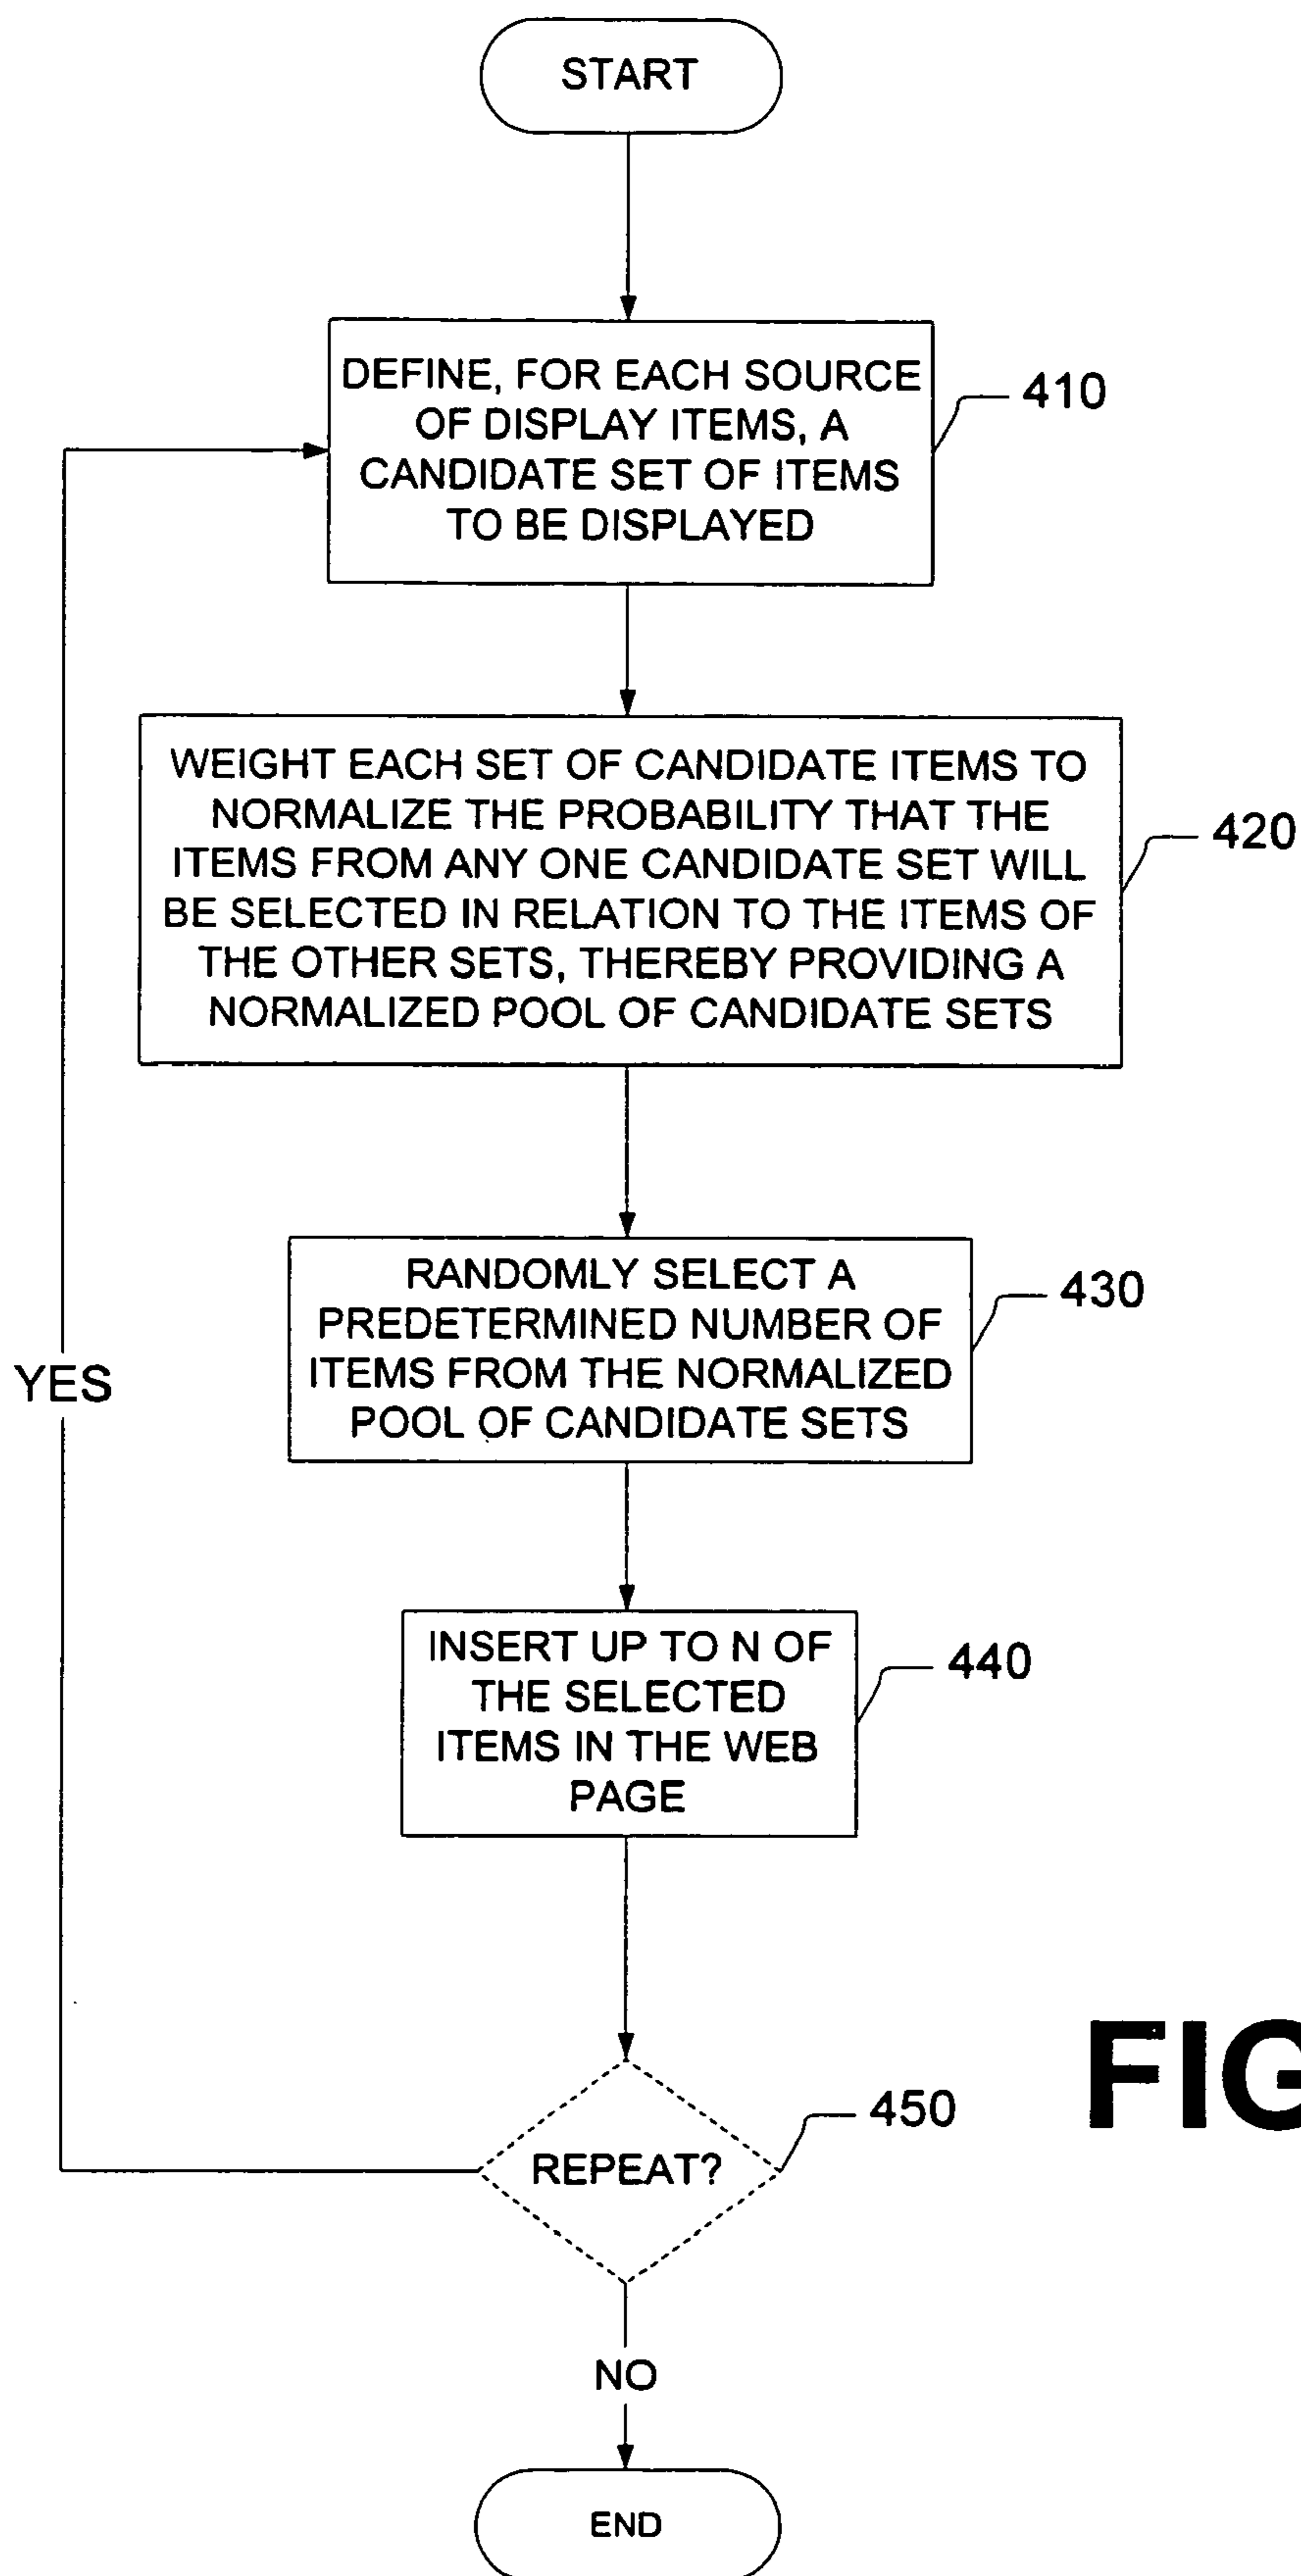 START
DEFINE, FOR EACH SOURCE
OF DISPLAY ITEMS, A
CANDIDATE SET OF ITEMS
TO BE DISPLAYED
410
WEIGHT EACH SET OF CANDIDATE ITEMS TO
NORMALIZE THE PROBABILITY THAT THE
ITEMS FROM ANY ONE CANDIDATE SET WILL
BE SELECTED IN RELATION TO THE ITEMS OF
THE OTHER SETS, THEREBY PROVIDING A
NORMALIZED POOL OF CANDIDATE SETS
420
RANDOMLY SELECT A
PREDETERMINED NUMBER OF
ITEMS FROM THE NORMALIZED
POOL OF CANDIDATE SETS
430
YES
INSERT UP TO N OF
THE SELECTED
ITEMS IN THE WEB
PAGE
440
FIG
REPEAT?
450
NO
END